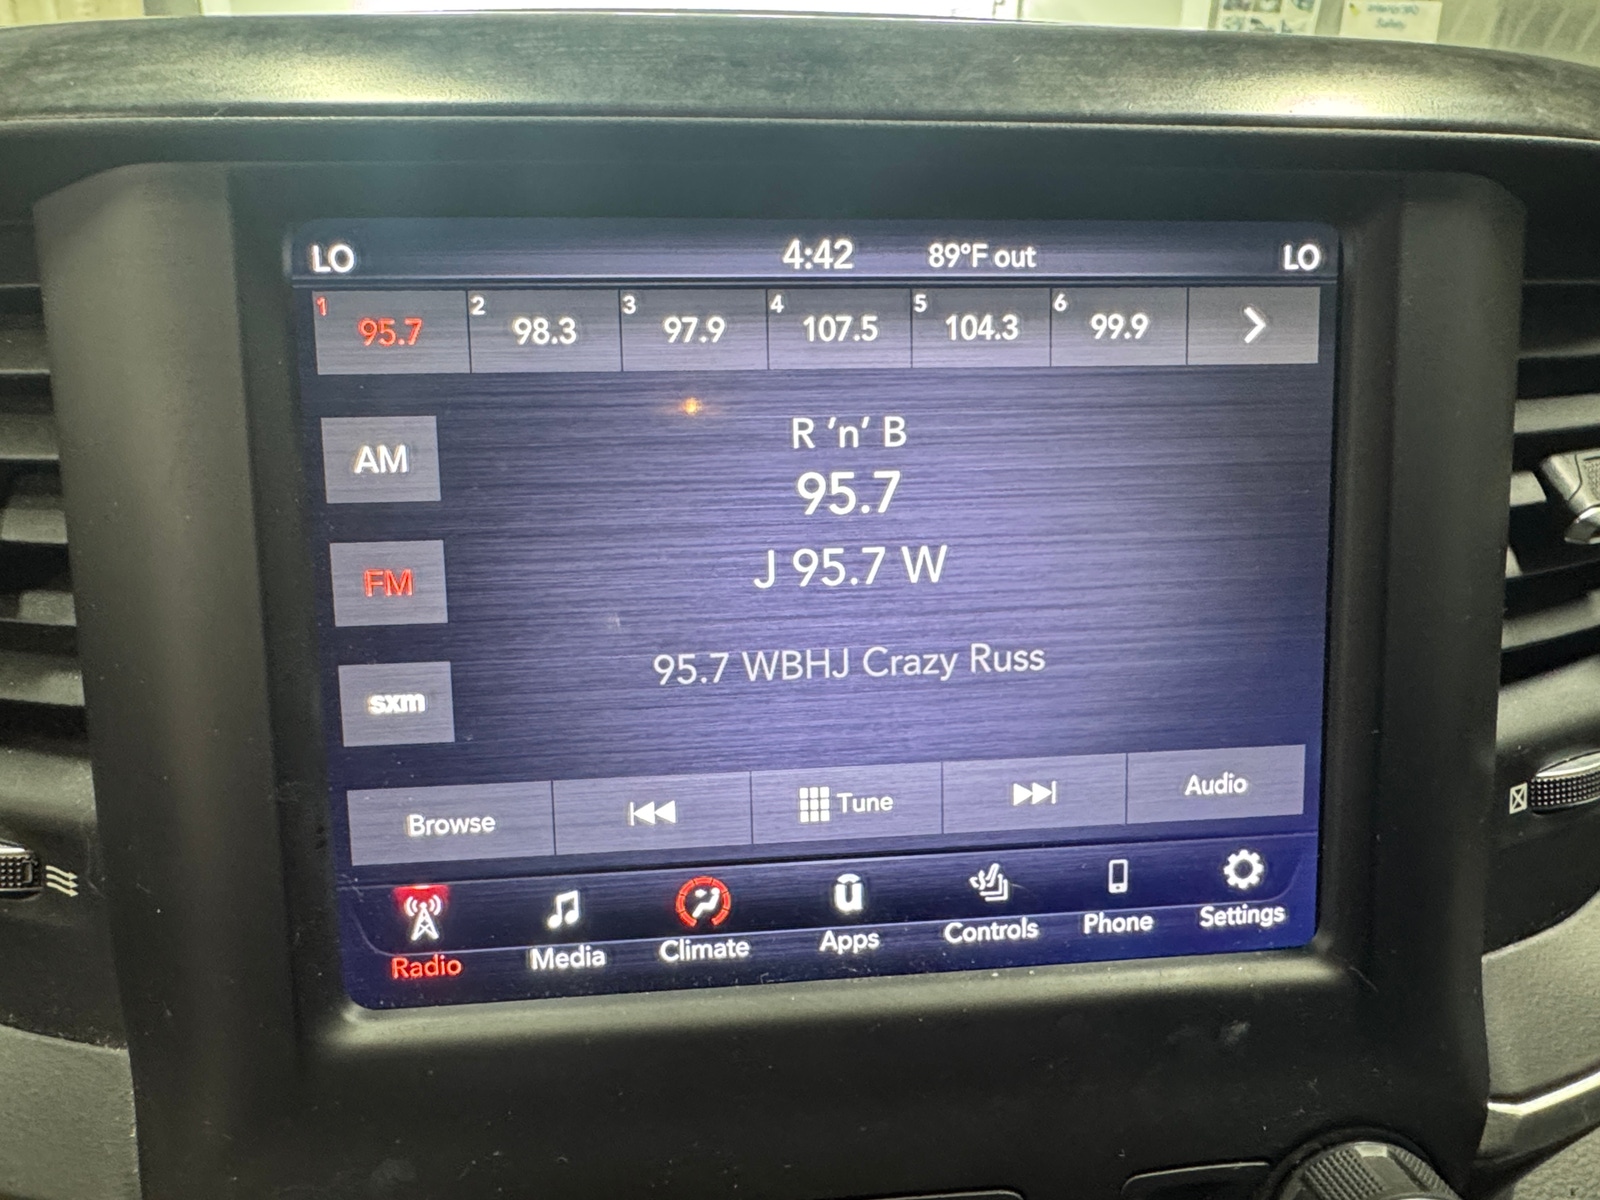 LO 4:42 89°F out LO
1 95.7 2 98.3 3 97.9 4 107.5 5 104.3 6 99.9
AM
R 'n' B
95.7
FM
J 95.7 W
95.7 WBHJ Crazy Russ
sxm
Browse Tune Audio
Radio Media Climate Apps Controls Phone Settings